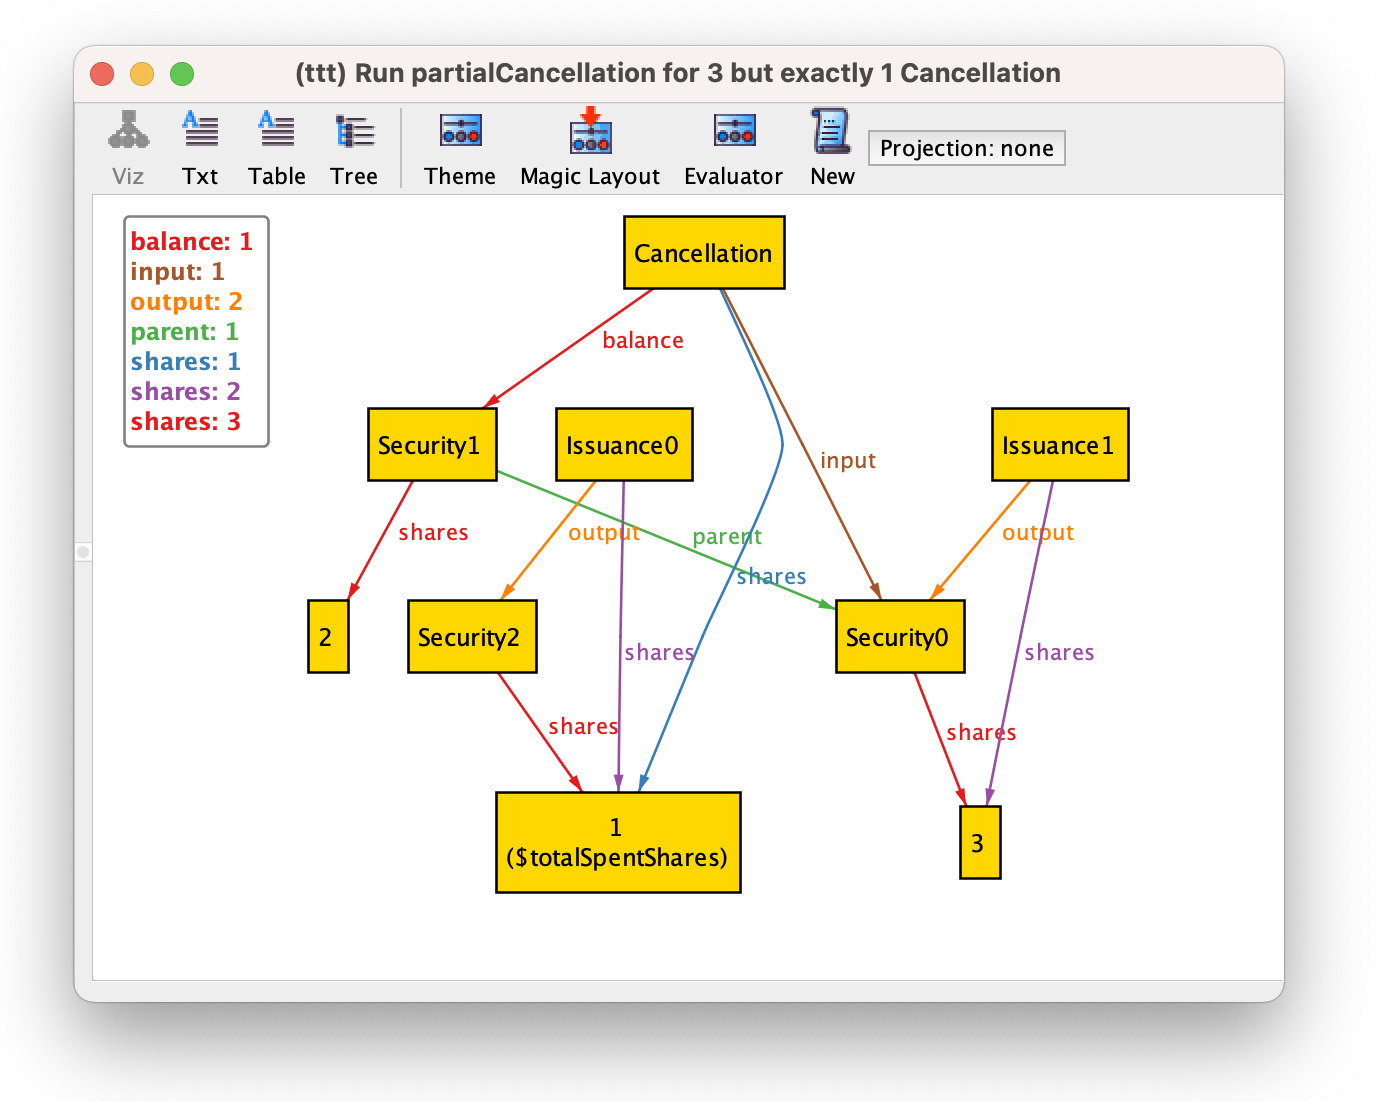 (ttt) Run partialCancellation for 3 but exactly 1 Cancellation
Viz Txt Table Tree Theme Magic Layout Evaluator New Projection: none
balance: 1
input: 1
output: 2
parent: 1
shares: 1
shares: 2
shares: 3
Cancellation
balance
Security1 Issuance0 Issuance1
input
shares output parent output
shares
2 Security2 Security0
shares shares
shares shares
1
($totalSpentShares)
3